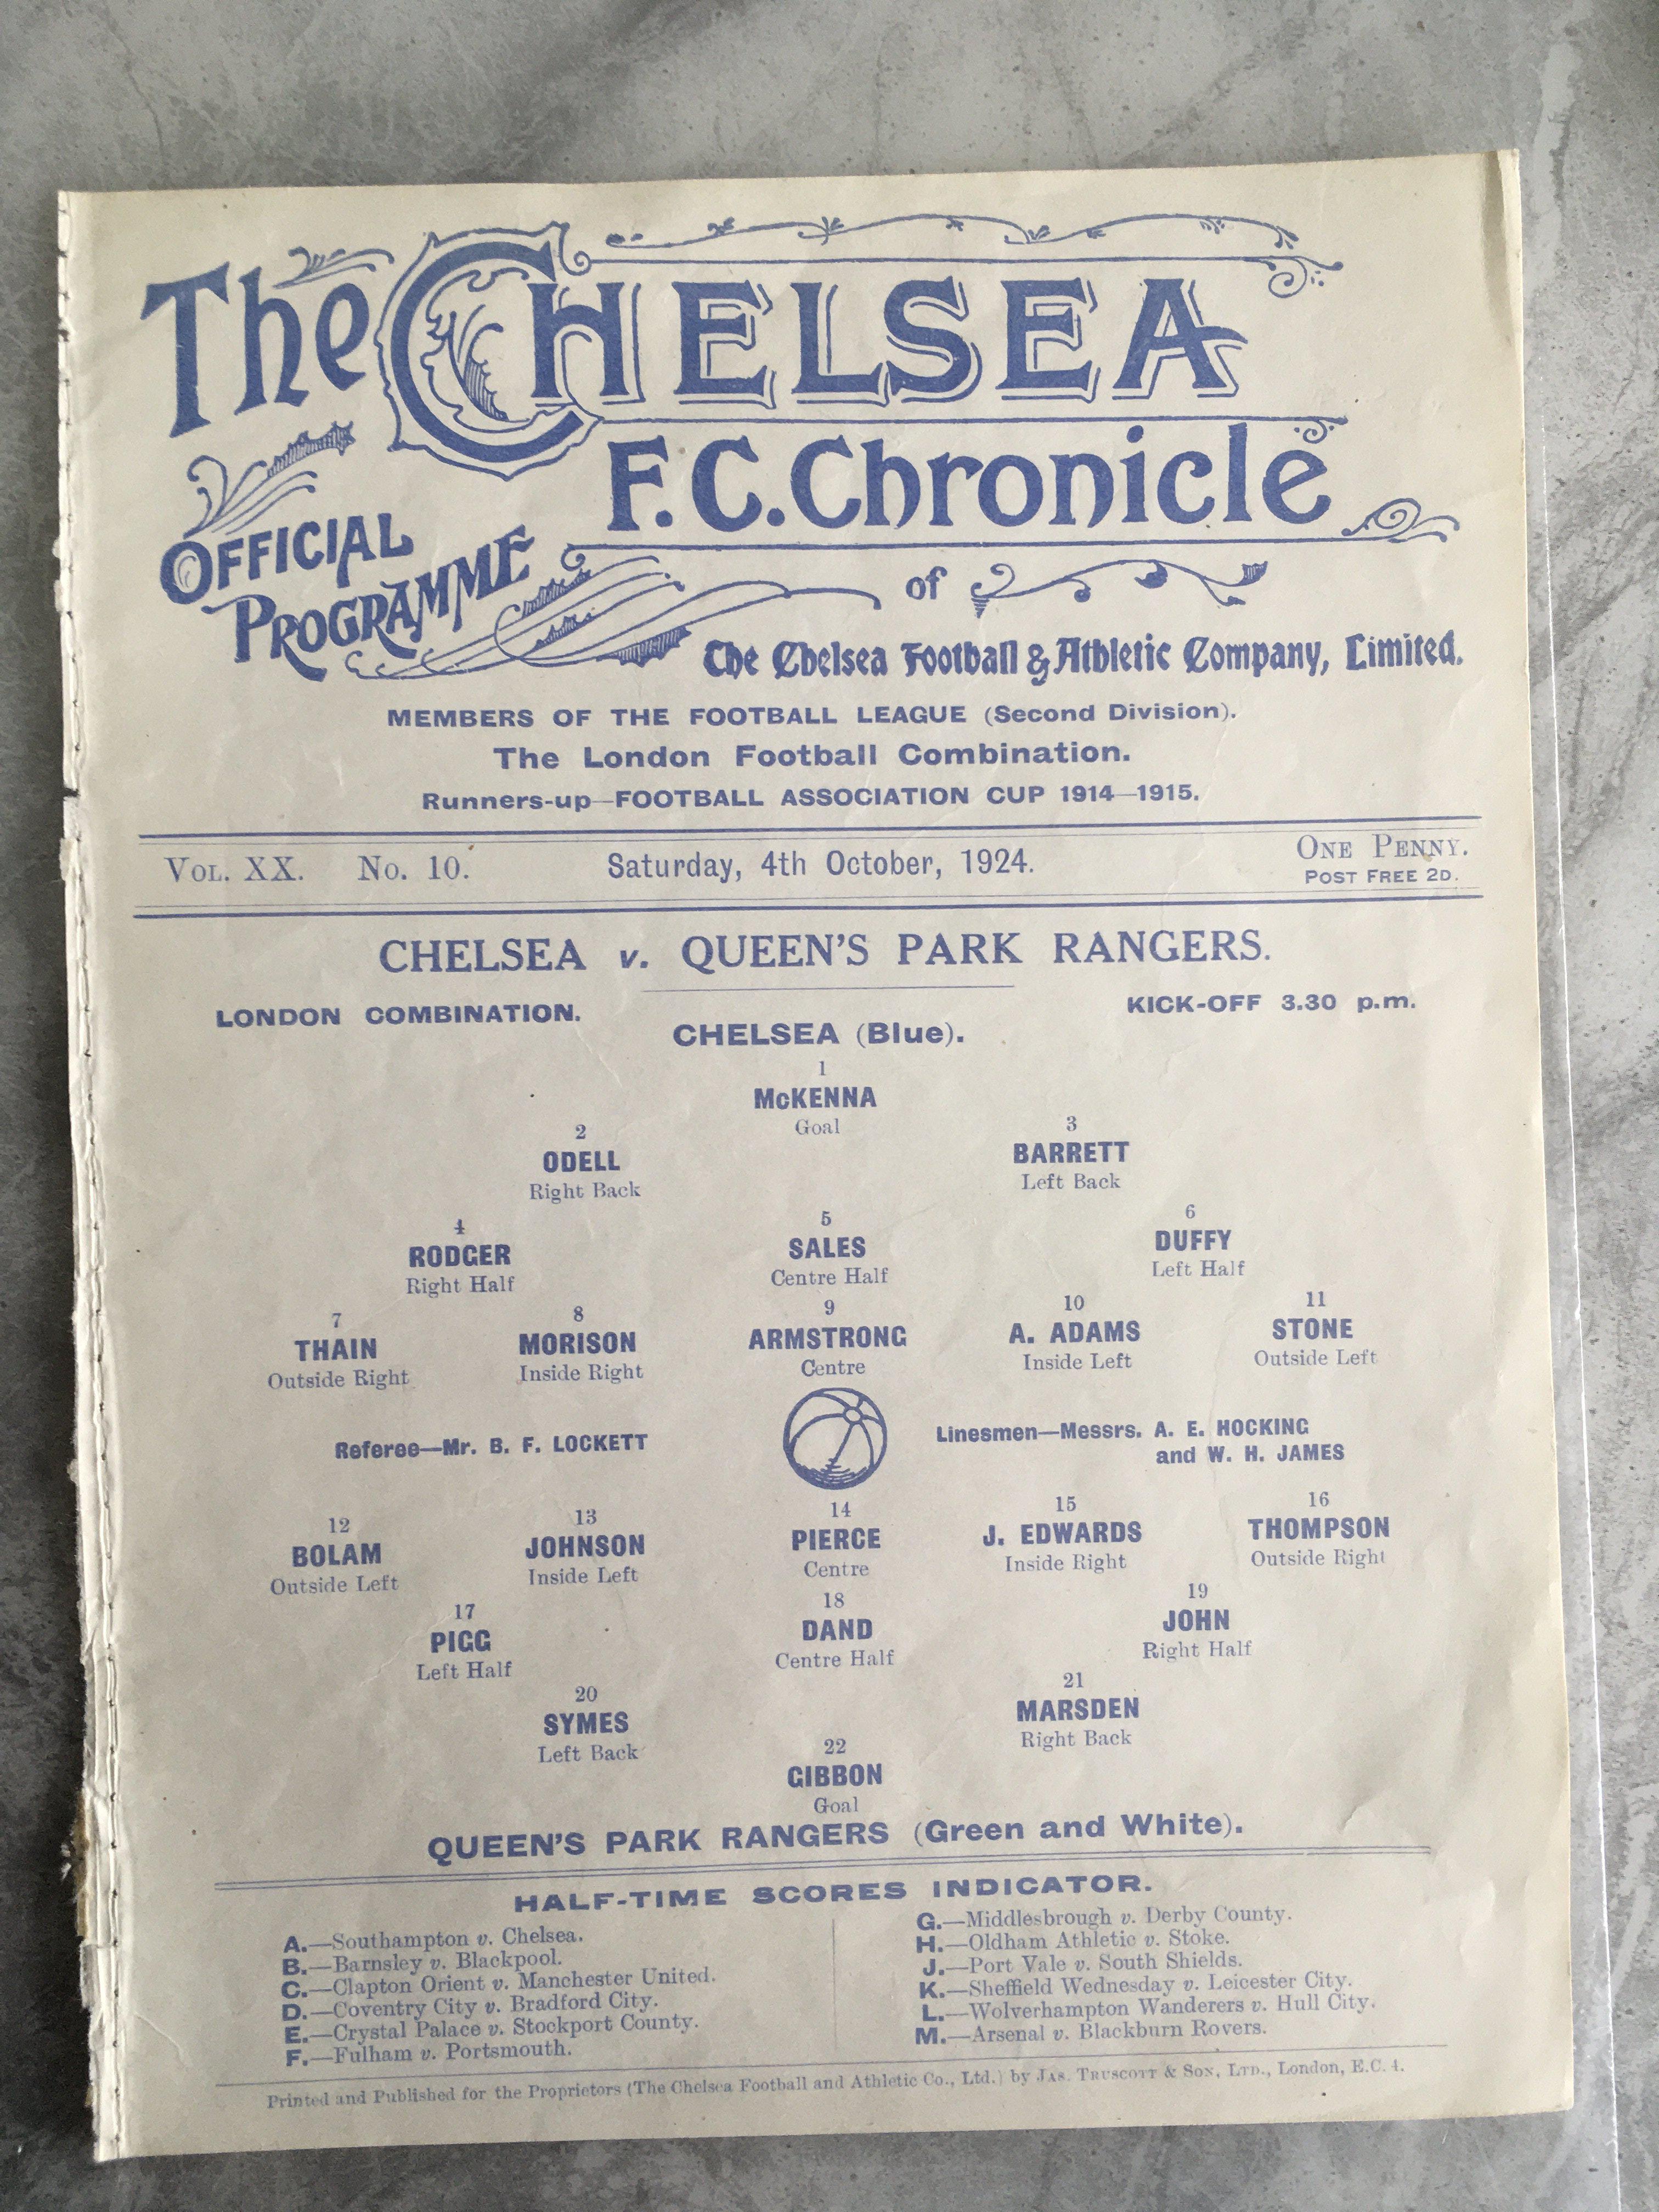 The CHELSEA
F.C. Chronicle
OFFICIAL
PROGRAMME
of
The Chelsea Football & Athletic Company, Limited.
MEMBERS OF THE FOOTBALL LEAGUE (Second Division).
The London Football Combination.
Runners-up—FOOTBALL ASSOCIATION CUP 1914—1915.
VOL. XX. No. 10. Saturday, 4th October, 1924. ONE PENNY.
POST FREE 2D.
CHELSEA v. QUEEN'S PARK RANGERS.
LONDON COMBINATION. KICK-OFF 3.30 p.m.
CHELSEA (Blue).
1
McKENNA
Goal
2 3
ODELL BARRETT
Right Back Left Back
4 5 6
RODGER SALES DUFFY
Right Half Centre Half Left Half
7 8 9 10 11
THAIN MORISON ARMSTRONG A. ADAMS STONE
Outside Right Inside Right Centre Inside Left Outside Left
Referee—Mr. B. F. LOCKETT Linesmen—Messrs. A. E. HOCKING
and W. H. JAMES
12 13 14 15 16
BOLAM JOHNSON PIERCE J. EDWARDS THOMPSON
Outside Left Inside Left Centre Inside Right Outside Right
17 18 19
PIGG DAND JOHN
Left Half Centre Half Right Half
20 21
SYMES MARSDEN
Left Back Right Back
22
GIBBON
Goal
QUEEN'S PARK RANGERS (Green and White).
HALF-TIME SCORES INDICATOR.
A.—Southampton v. Chelsea.
B.—Barnsley v. Blackpool.
C.—Clapton Orient v. Manchester United.
D.—Coventry City v. Bradford City.
E.—Crystal Palace v. Stockport County.
F.—Fulham v. Portsmouth.
G.—Middlesbrough v. Derby County.
H.—Oldham Athletic v. Stoke.
J.—Port Vale v. South Shields.
K.—Sheffield Wednesday v. Leicester City.
L.—Wolverhampton Wanderers v. Hull City.
M.—Arsenal v. Blackburn Rovers.
Printed and Published for the Proprietors (The Chelsea Football and Athletic Co., Ltd.) by JAS. TRUSCOTT & SON, LTD., London, E.C. 4.